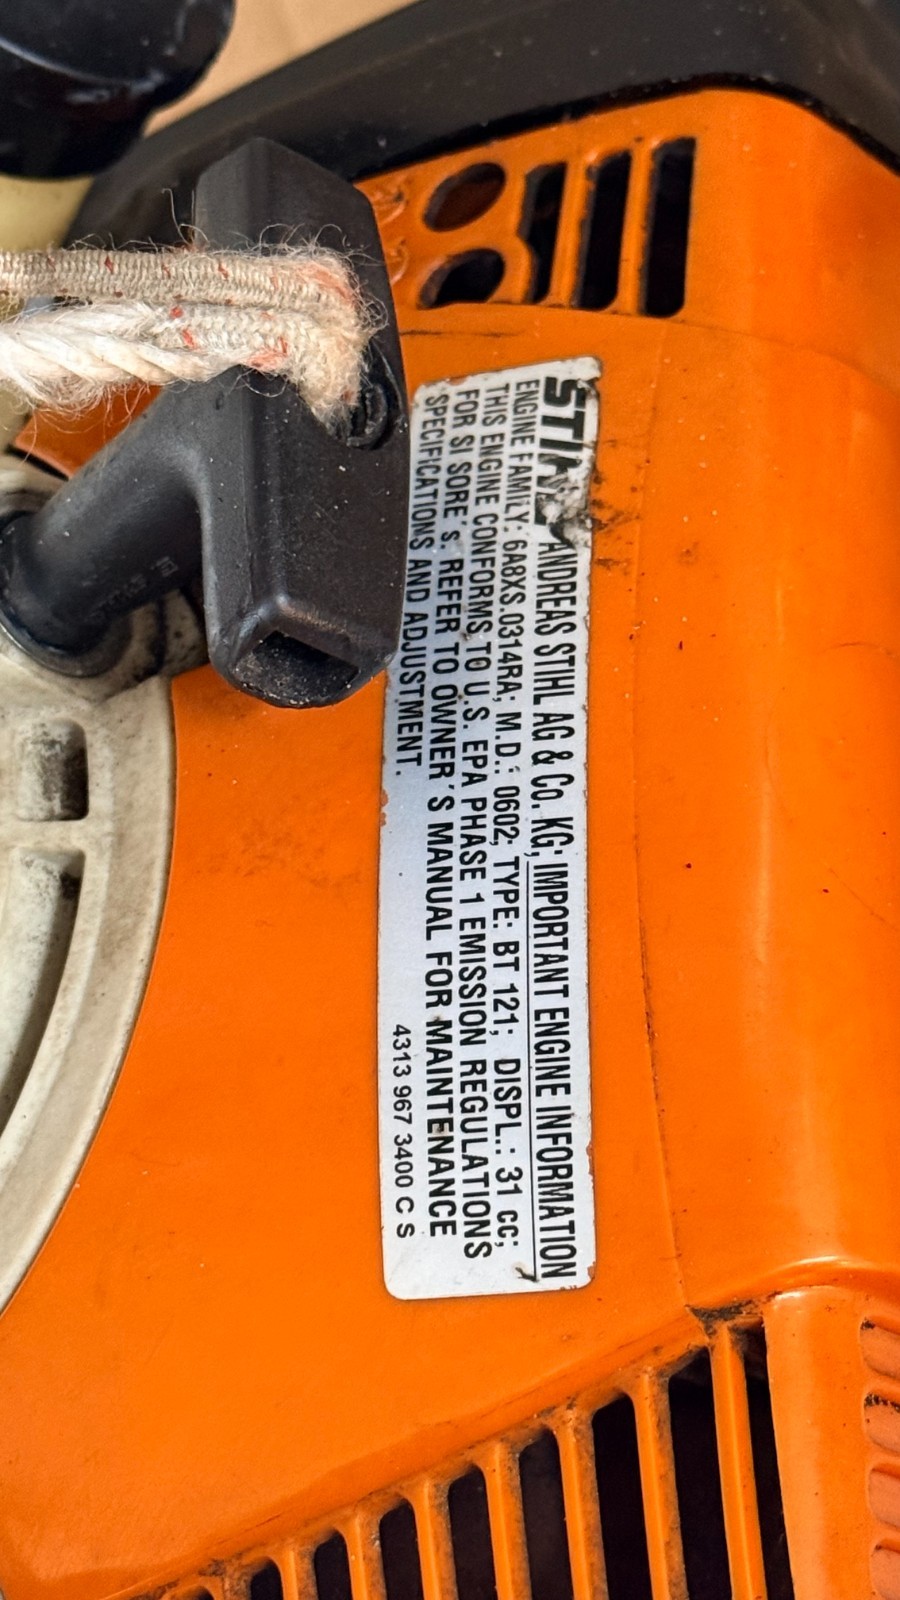 STIHL ANDREAS STIHL AG & Co. KG; IMPORTANT ENGINE INFORMATION
ENGINE FAMILY: 6A8XS.0314RA; M.D.: 0602; TYPE: BT 121; DISPL.: 31 cc;
THIS ENGINE CONFORMS TO U.S. EPA PHASE 1 EMISSION REGULATIONS
FOR SI SORE'S. REFER TO OWNER'S MANUAL FOR MAINTENANCE
SPECIFICATIONS AND ADJUSTMENT.
4313 967 3400 C S